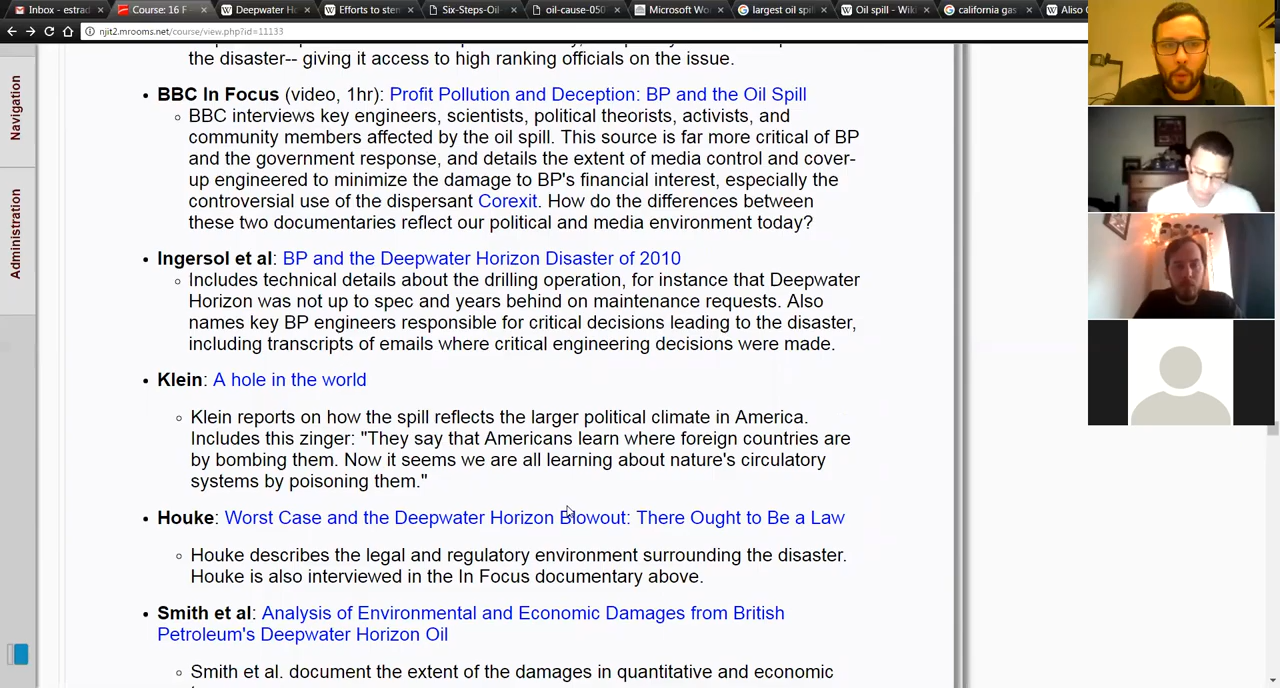 Inbox - estrad
Course: 16 F
Deepwater Ho
Efforts to sten
Six-Steps-Oil-
oil-cause-050
Microsoft Wo
largest oil spi
Oil spill - Wiki
california gas
Aliso
njit2.mrooms.net/course/view.php?id=11133
Navigation
Administration
the disaster-- giving it access to high ranking officials on the issue.
BBC In Focus (video, 1hr): Profit Pollution and Deception: BP and the Oil Spill
BBC interviews key engineers, scientists, political theorists, activists, and
community members affected by the oil spill. This source is far more critical of BP
and the government response, and details the extent of media control and cover-
up engineered to minimize the damage to BP's financial interest, especially the
controversial use of the dispersant Corexit. How do the differences between
these two documentaries reflect our political and media environment today?
Ingersol et al: BP and the Deepwater Horizon Disaster of 2010
Includes technical details about the drilling operation, for instance that Deepwater
Horizon was not up to spec and years behind on maintenance requests. Also
names key BP engineers responsible for critical decisions leading to the disaster,
including transcripts of emails where critical engineering decisions were made.
Klein: A hole in the world
Klein reports on how the spill reflects the larger political climate in America.
Includes this zinger: "They say that Americans learn where foreign countries are
by bombing them. Now it seems we are all learning about nature's circulatory
systems by poisoning them."
Houke: Worst Case and the Deepwater Horizon Blowout: There Ought to Be a Law
Houke describes the legal and regulatory environment surrounding the disaster.
Houke is also interviewed in the In Focus documentary above.
Smith et al: Analysis of Environmental and Economic Damages from British
Petroleum's Deepwater Horizon Oil
Smith et al. document the extent of the damages in quantitative and economic